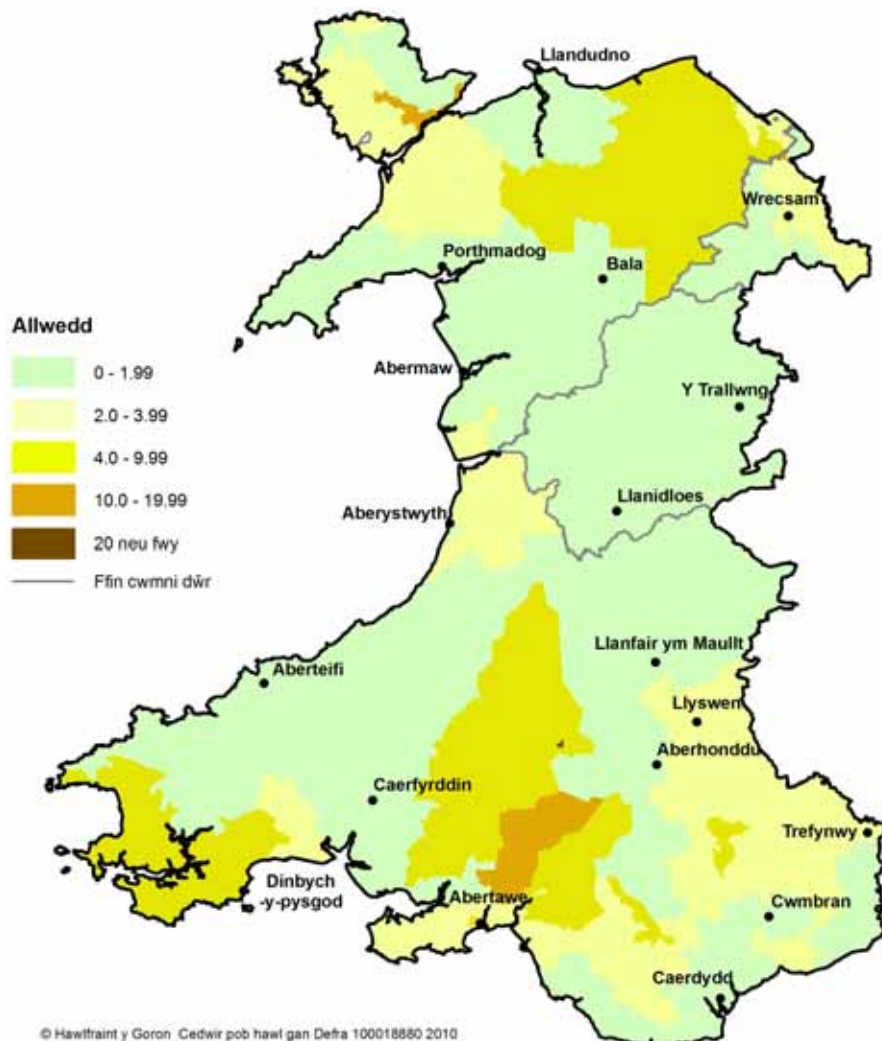 Llandudno
Wrecsam
Porthmadog
Bala
Allwedd
0 - 1.99
2.0 - 3.99
4.0 - 9.99
10.0 - 19.99
20 neu fwy
Ffin cwmni dŵr
Abermaw
Y Trallwng
Llanidloes
Aberystwyth
Llanfair ym Maullt
Aberteifi
Llyswen
Aberhonddu
Caerfyrddin
Trefynwy
Dinbych
-y-pysgod
Abertawe
Cwmbran
Caerdydd
© Hawlfraint y Goron Cedwir pob hawl gan Defra 100018880 2010